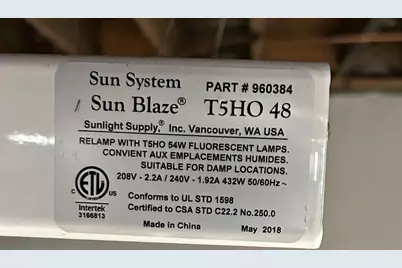 Sun System
PART # 960384
Sun Blaze® T5HO 48
Sunlight Supply,® Inc. Vancouver, WA USA
RELAMP WITH T5HO 54W FLUORESCENT LAMPS.
CONVIENT AUX EMPLACEMENTS HUMIDES.
SUITABLE FOR DAMP LOCATIONS.
208V - 2.2A / 240V - 1.92A 432W 50/60Hz ~
C ETL US
LISTED
Intertek
3166813
Conforms to UL STD 1598
Certified to CSA STD C22.2 No.250.0
Made in China
May 2018